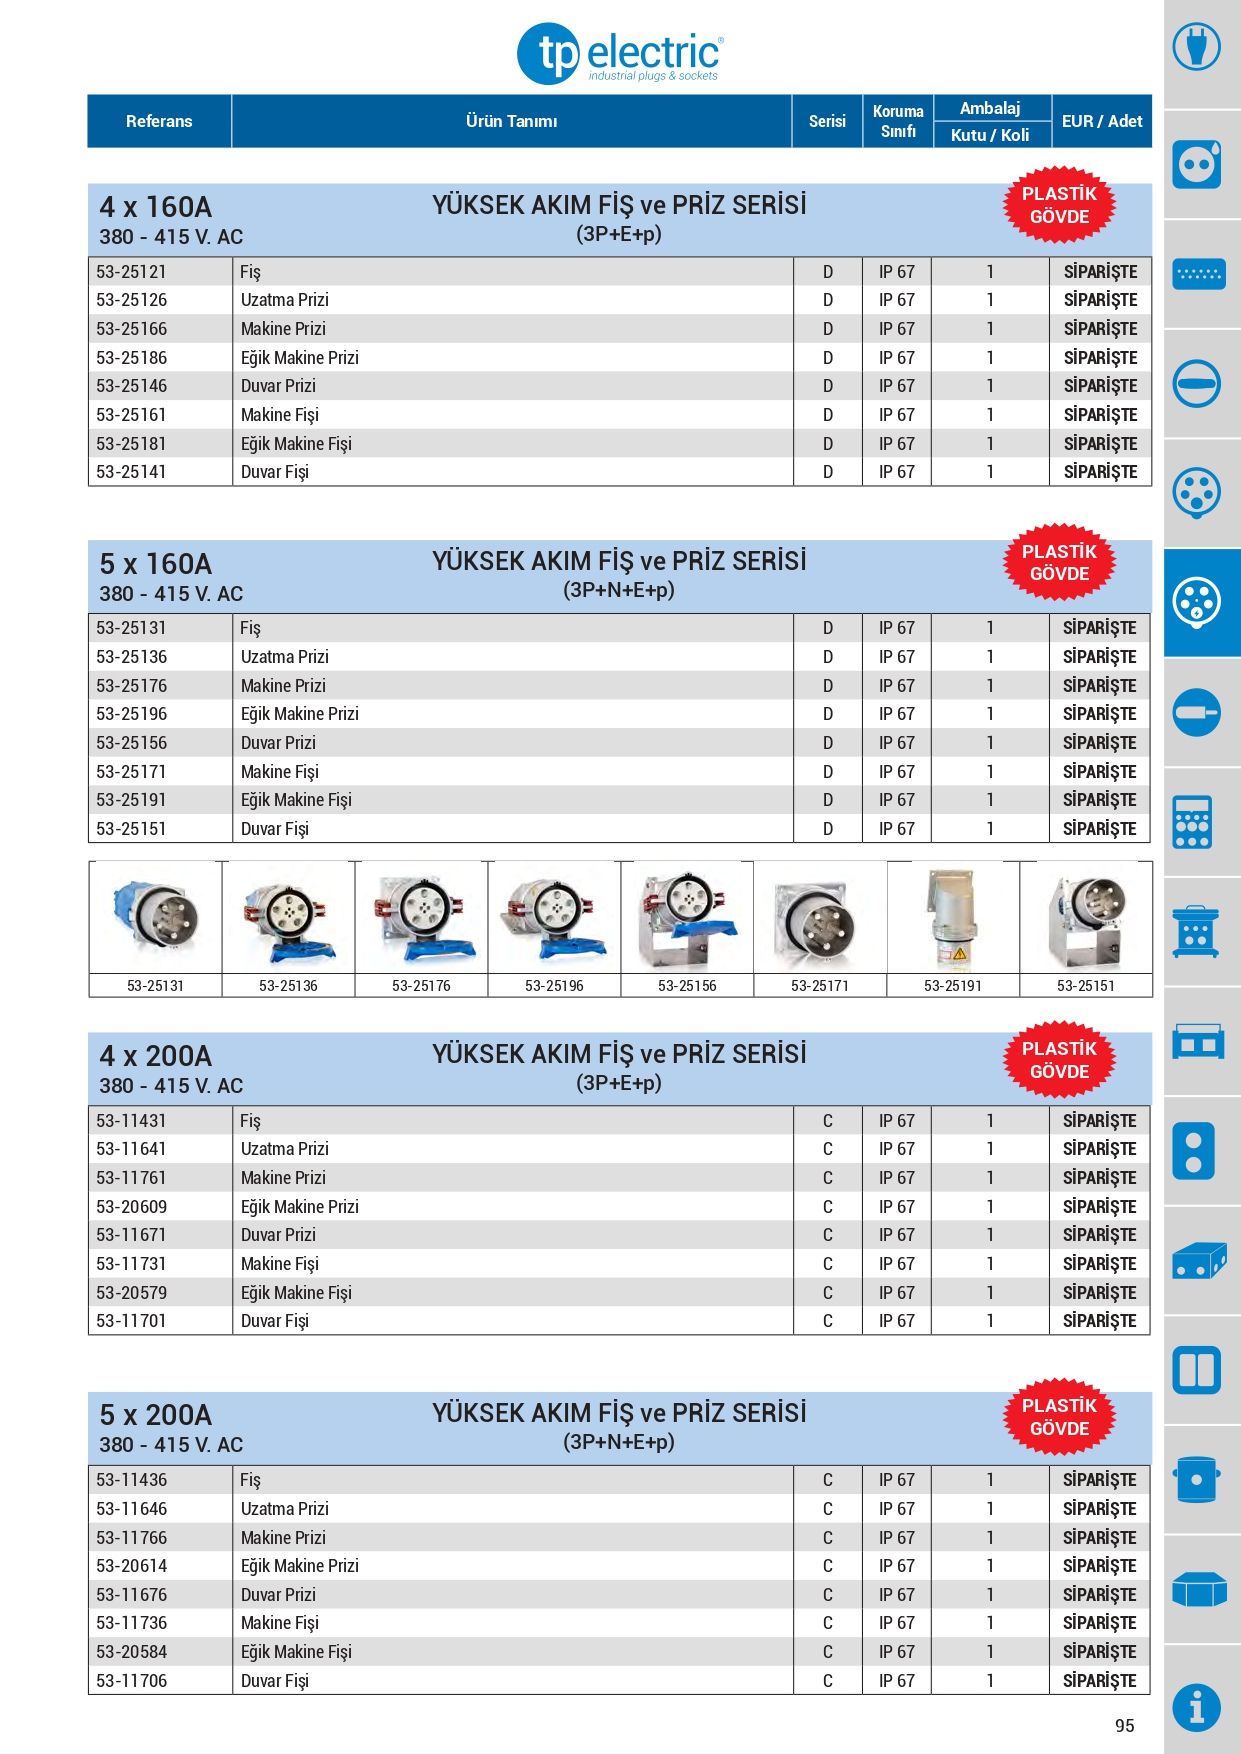 tp electric®
industrial plugs & sockets
Referans Ürün Tanımı Serisi Koruma Sınıfı Ambalaj Kutu / Koli EUR / Adet
4 x 160A YÜKSEK AKIM FİŞ ve PRİZ SERİSİ PLASTİK GÖVDE
380 - 415 V. AC (3P+E+p)
53-25121 Fiş D IP 67 1 SİPARİŞTE
53-25126 Uzatma Prizi D IP 67 1 SİPARİŞTE
53-25166 Makine Prizi D IP 67 1 SİPARİŞTE
53-25186 Eğik Makine Prizi D IP 67 1 SİPARİŞTE
53-25146 Duvar Prizi D IP 67 1 SİPARİŞTE
53-25161 Makine Fişi D IP 67 1 SİPARİŞTE
53-25181 Eğik Makine Fişi D IP 67 1 SİPARİŞTE
53-25141 Duvar Fişi D IP 67 1 SİPARİŞTE
5 x 160A YÜKSEK AKIM FİŞ ve PRİZ SERİSİ PLASTİK GÖVDE
380 - 415 V. AC (3P+N+E+p)
53-25131 Fiş D IP 67 1 SİPARİŞTE
53-25136 Uzatma Prizi D IP 67 1 SİPARİŞTE
53-25176 Makine Prizi D IP 67 1 SİPARİŞTE
53-25196 Eğik Makine Prizi D IP 67 1 SİPARİŞTE
53-25156 Duvar Prizi D IP 67 1 SİPARİŞTE
53-25171 Makine Fişi D IP 67 1 SİPARİŞTE
53-25191 Eğik Makine Fişi D IP 67 1 SİPARİŞTE
53-25151 Duvar Fişi D IP 67 1 SİPARİŞTE
53-25131 53-25136 53-25176 53-25196 53-25156 53-25171 53-25191 53-25151
4 x 200A YÜKSEK AKIM FİŞ ve PRİZ SERİSİ PLASTİK GÖVDE
380 - 415 V. AC (3P+E+p)
53-11431 Fiş C IP 67 1 SİPARİŞTE
53-11641 Uzatma Prizi C IP 67 1 SİPARİŞTE
53-11761 Makine Prizi C IP 67 1 SİPARİŞTE
53-20609 Eğik Makine Prizi C IP 67 1 SİPARİŞTE
53-11671 Duvar Prizi C IP 67 1 SİPARİŞTE
53-11731 Makine Fişi C IP 67 1 SİPARİŞTE
53-20579 Eğik Makine Fişi C IP 67 1 SİPARİŞTE
53-11701 Duvar Fişi C IP 67 1 SİPARİŞTE
5 x 200A YÜKSEK AKIM FİŞ ve PRİZ SERİSİ PLASTİK GÖVDE
380 - 415 V. AC (3P+N+E+p)
53-11436 Fiş C IP 67 1 SİPARİŞTE
53-11646 Uzatma Prizi C IP 67 1 SİPARİŞTE
53-11766 Makine Prizi C IP 67 1 SİPARİŞTE
53-20614 Eğik Makine Prizi C IP 67 1 SİPARİŞTE
53-11676 Duvar Prizi C IP 67 1 SİPARİŞTE
53-11736 Makine Fişi C IP 67 1 SİPARİŞTE
53-20584 Eğik Makine Fişi C IP 67 1 SİPARİŞTE
53-11706 Duvar Fişi C IP 67 1 SİPARİŞTE
95